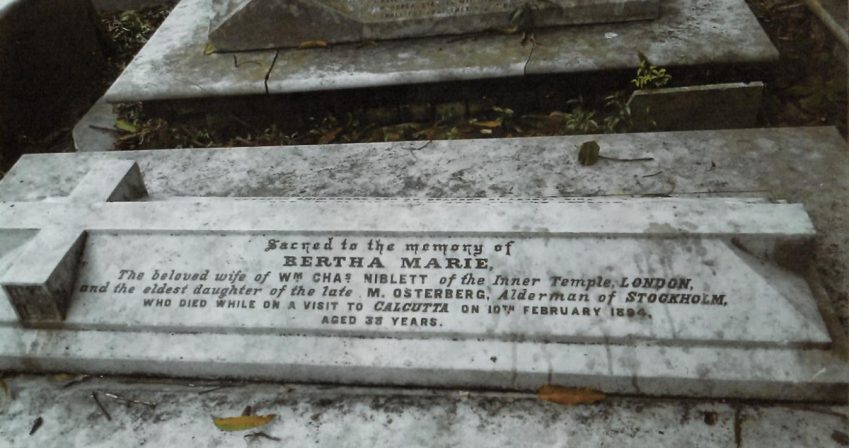 Sacred to the memory of
BERTHA MARIE,
The beloved wife of Wᴹ CHAˢ. NIBLETT of the Inner Temple, LONDON,
and the eldest daughter of the late M. OSTERBERG, Alderman of STOCKHOLM,
WHO DIED WHILE ON A VISIT TO CALCUTTA ON 10TH FEBRUARY 1894,
AGED 38 YEARS.